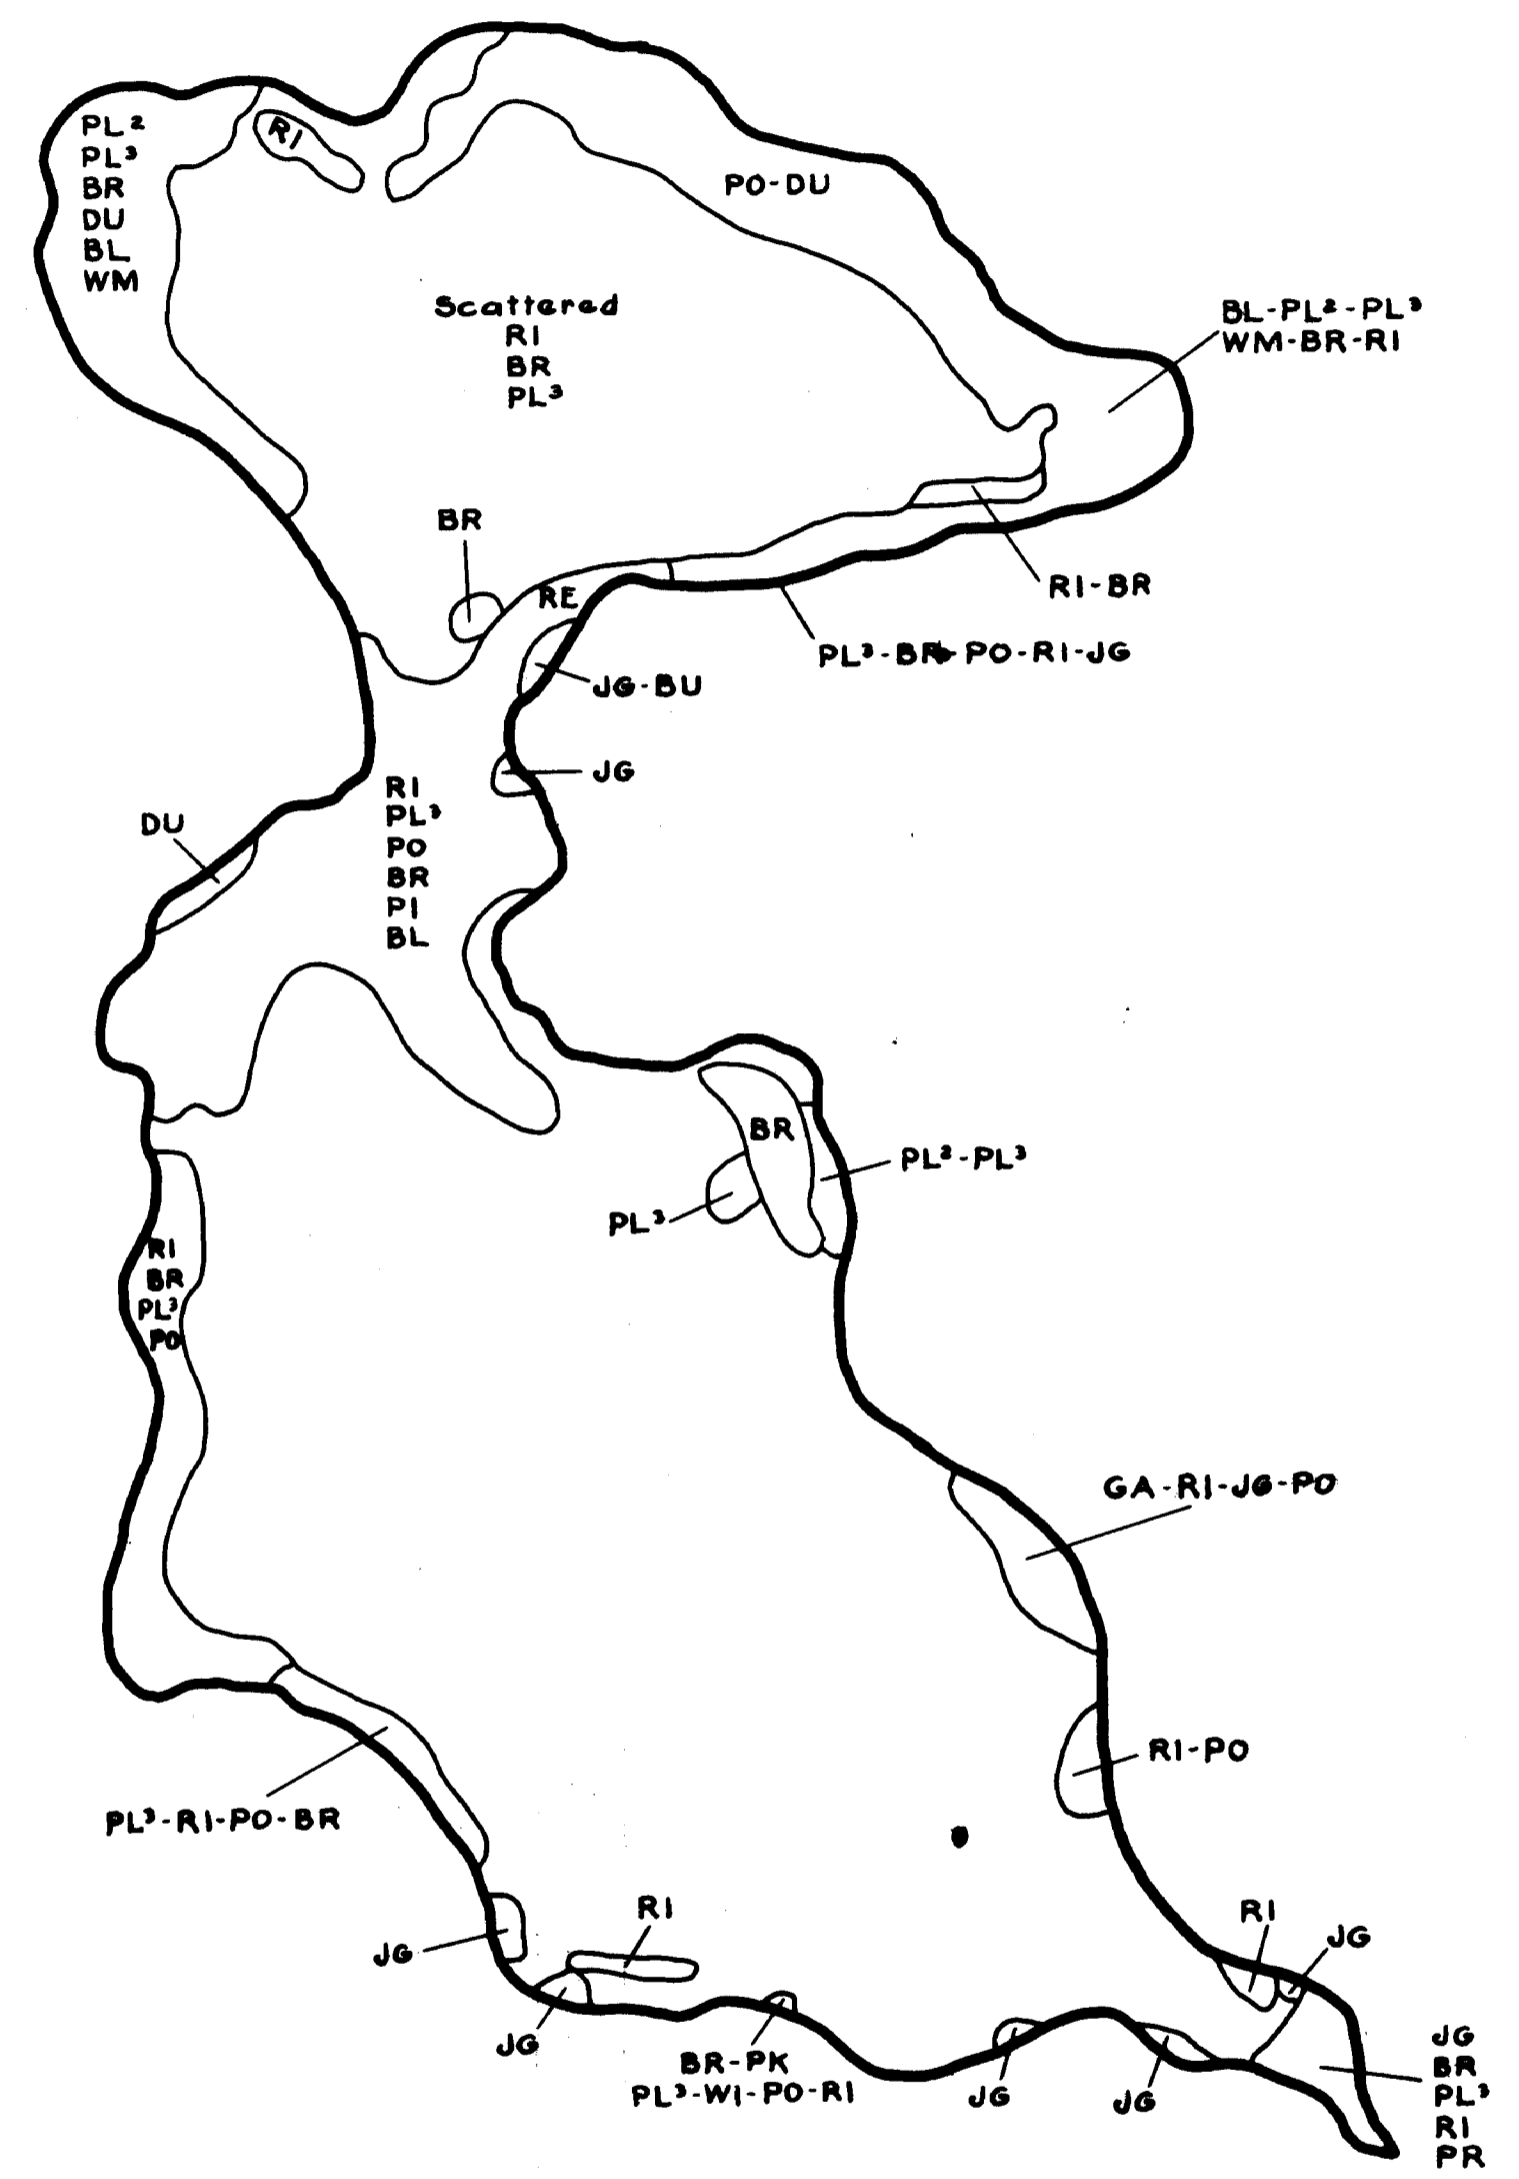 PL²
PL³
BR
DU
BL
WM
RI
PO-DU
Scattered
RI
BR
PL³
BL-PL²-PL³
WM-BR-RI
BR
RE
RI-BR
PL³-BR-PO-RI-JG
JG-BU
JG
RI
PL³
PO
BR
PI
BL
DU
BR
PL²-PL³
PL³
RI
BR
PL³
PO
GA-RI-JG-PO
RI-PO
PL³-RI-PO-BR
RI
JG
JG
BR-PK
PL³-WI-PO-RI
RI
JG
JG
JG
JG
BR
PL³
RI
PR